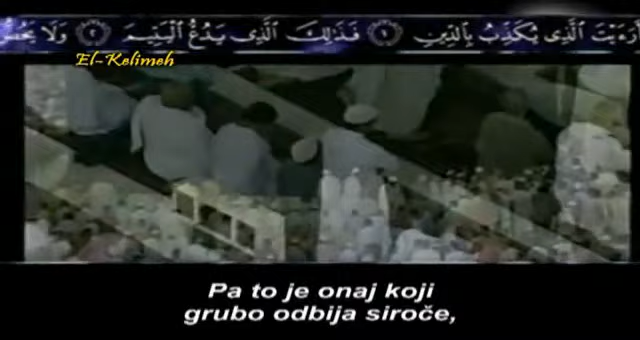 أَرَءَيْتَ ٱلَّذِى يُكَذِّبُ بِٱلدِّينِ ١ فَذَٰلِكَ ٱلَّذِى يَدُعُّ ٱلْيَتِيمَ ٢ وَلَا يَحُضُّ
El-Kelimeh
Pa to je onaj koji
grubo odbija siroče,